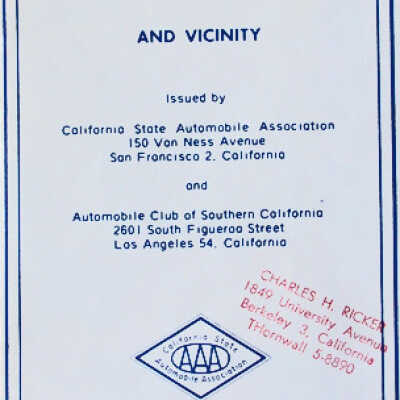 AND VICINITY
Issued by
California State Automobile Association
150 Van Ness Avenue
San Francisco 2, California
and
Automobile Club of Southern California
2601 South Figueroa Street
Los Angeles 54, California
CHARLES H. RICKER
1849 University Avenue
Berkeley 3, California
THornwall 5-8890
California State
AAA
Automobile Association